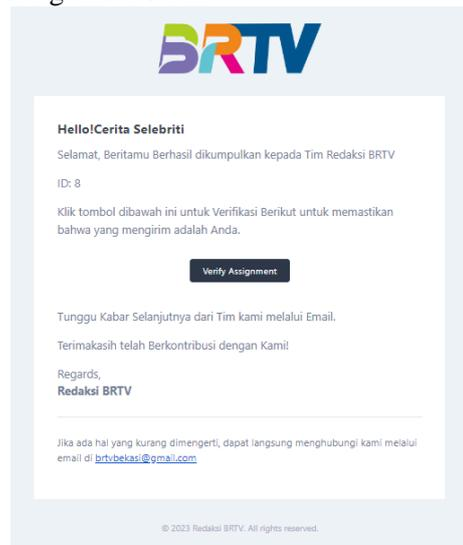 BRTV
Hello!Cerita Selebriti
Selamat, Beritamu Berhasil dikumpulkan kepada Tim Redaksi BRTV
ID: 8
Klik tombol dibawah ini untuk Verifikasi Berikut untuk memastikan
bahwa yang mengirim adalah Anda.
Verify Assignment
Tunggu Kabar Selanjutnya dari Tim kami melalui Email.
Terimakasih telah Berkontribusi dengan Kami!
Regards,
Redaksi BRTV
Jika ada hal yang kurang dimengerti, dapat langsung menghubungi kami melalui
email di brtvbekasi@gmail.com
© 2023 Redaksi BRTV. All rights reserved.